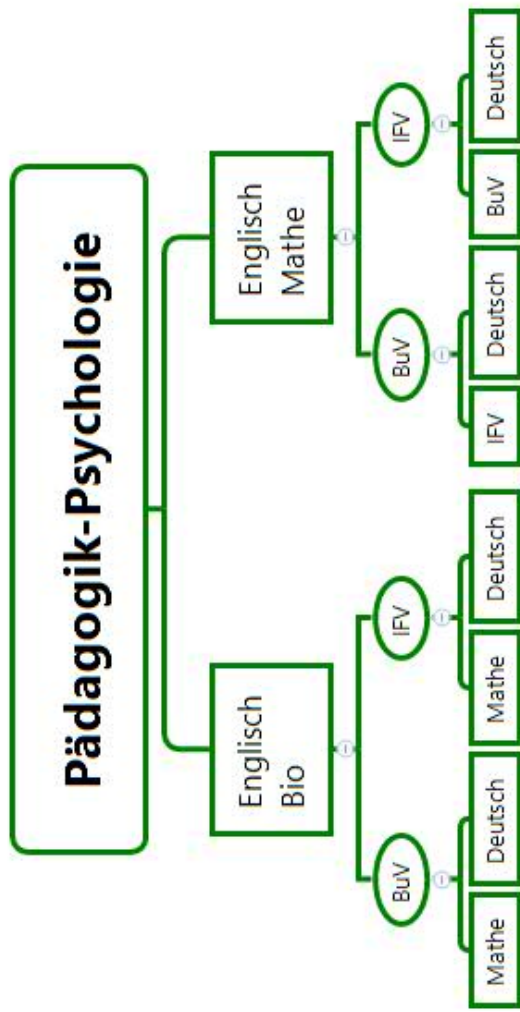 Pädagogik-Psychologie
Englisch
Bio
Englisch
Mathe
BuV
IFV
BuV
IFV
Mathe
Deutsch
Mathe
Deutsch
IFV
Deutsch
BuV
Deutsch